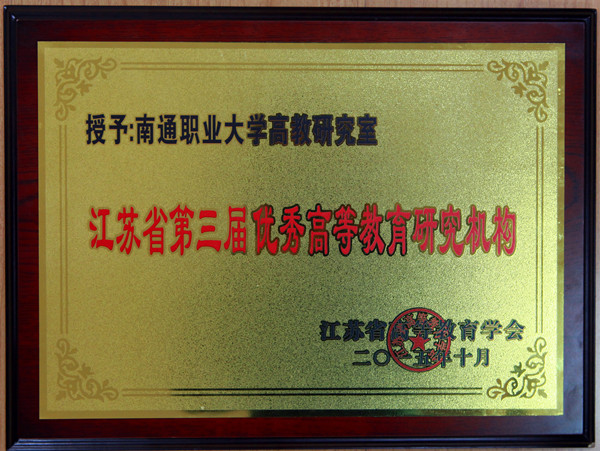 授予:南通职业大学高教研究室
江苏省第三届优秀高等教育研究机构
江苏省高等教育学会
二〇一五年十月